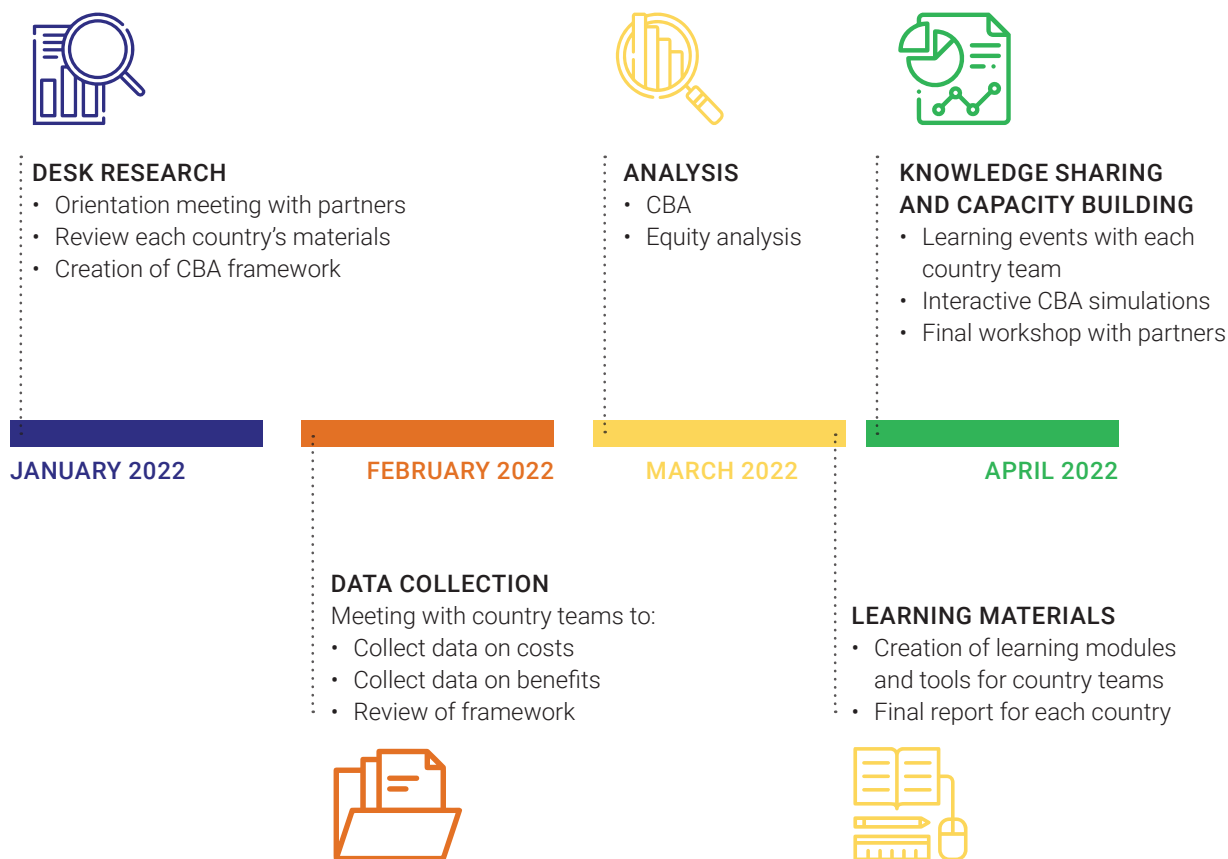 DESK RESEARCH
• Orientation meeting with partners
• Review each country’s materials
• Creation of CBA framework
ANALYSIS
• CBA
• Equity analysis
KNOWLEDGE SHARING
AND CAPACITY BUILDING
• Learning events with each
country team
• Interactive CBA simulations
• Final workshop with partners
JANUARY 2022
FEBRUARY 2022
MARCH 2022
APRIL 2022
DATA COLLECTION
Meeting with country teams to:
• Collect data on costs
• Collect data on benefits
• Review of framework
LEARNING MATERIALS
• Creation of learning modules
and tools for country teams
• Final report for each country